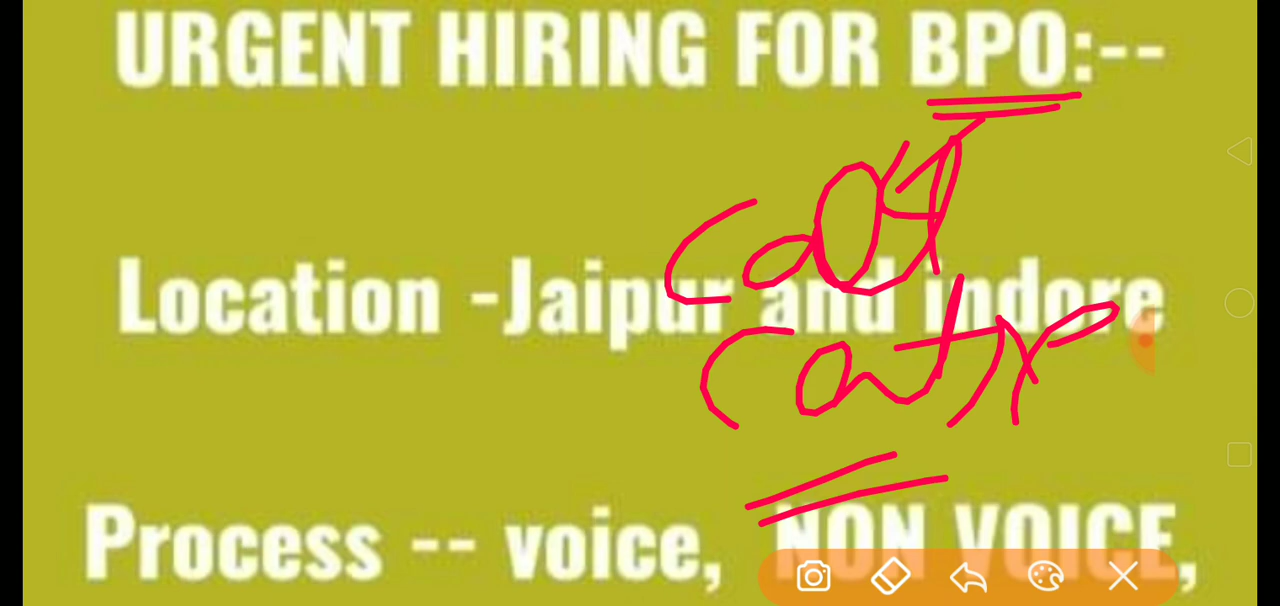 URGENT HIRING FOR BPO:--
Location -Jaipur and indore
Process -- voice, NON VOICE,